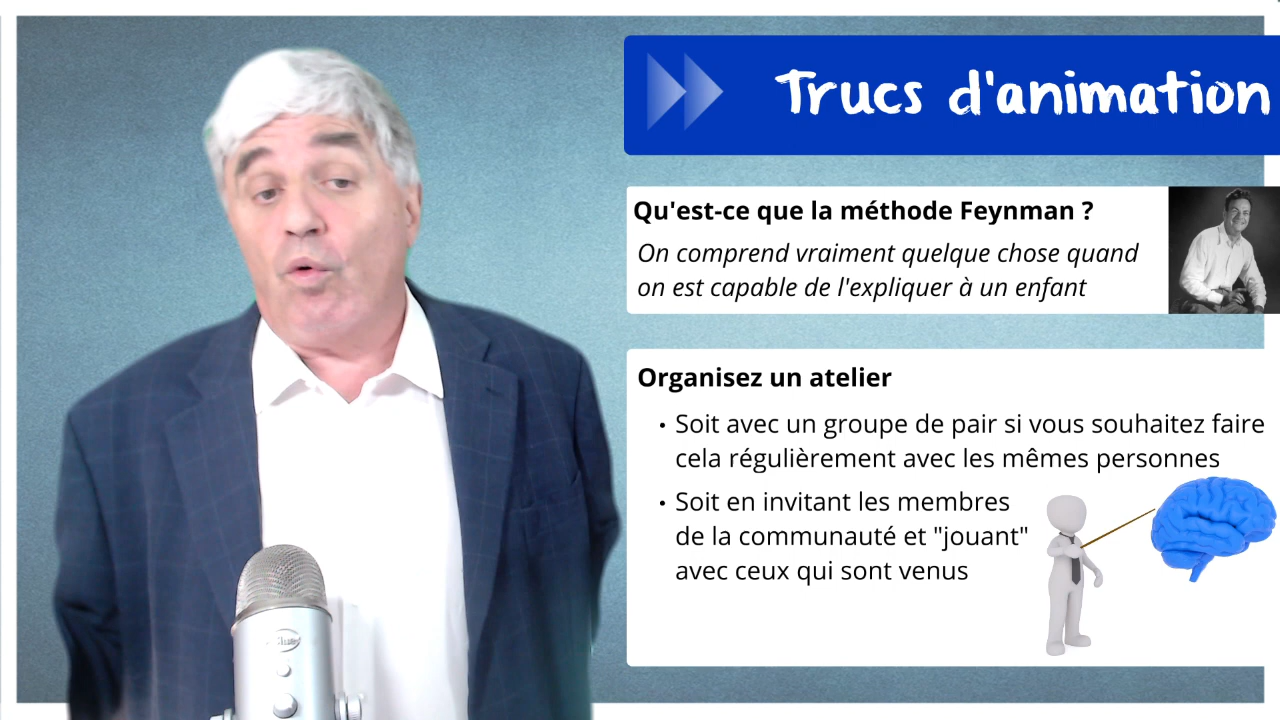 Trucs d'animation
Qu'est-ce que la méthode Feynman ?
On comprend vraiment quelque chose quand
on est capable de l'expliquer à un enfant
Organisez un atelier
• Soit avec un groupe de pair si vous souhaitez faire
cela régulièrement avec les mêmes personnes
• Soit en invitant les membres
de la communauté et "jouant"
avec ceux qui sont venus
Blue